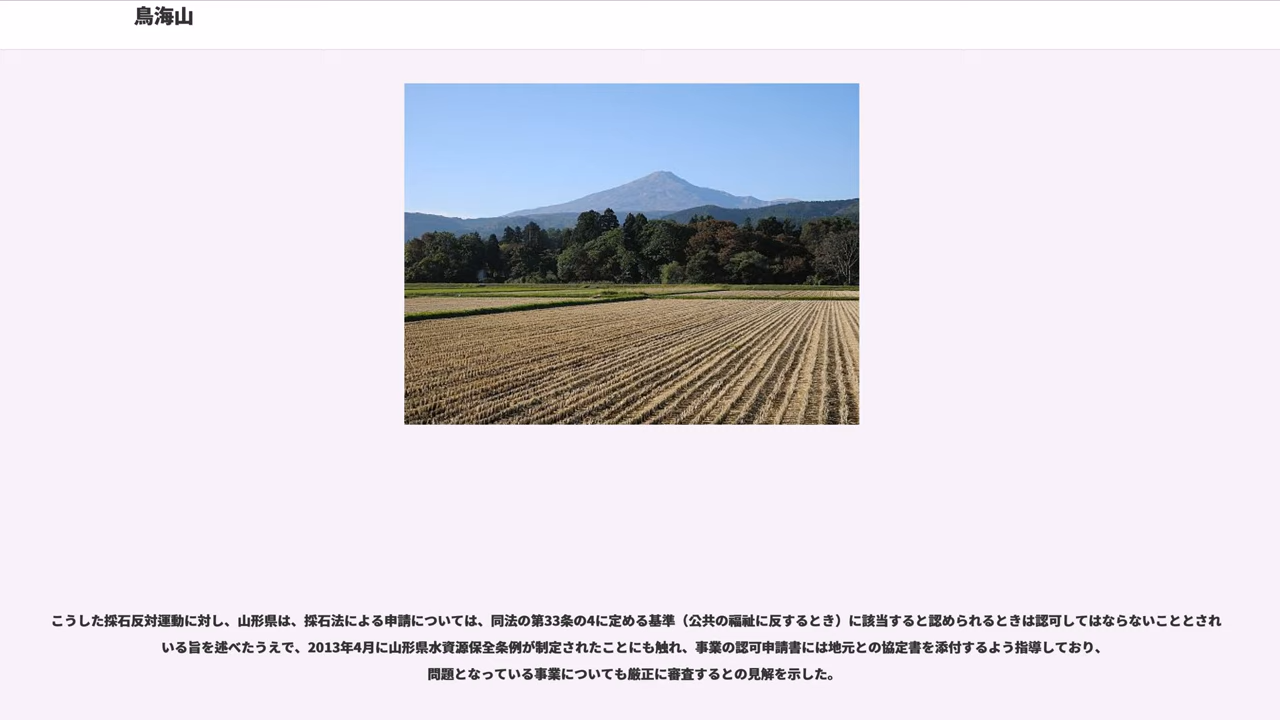 鳥海山
こうした採石反対運動に対し、山形県は、採石法による申請については、同法の第33条の4に定める基準（公共の福祉に反するとき）に該当すると認められるときは認可してはならないこととされ
いる旨を述べたうえで、2013年4月に山形県水資源保全条例が制定されたことにも触れ、事業の認可申請書には地元との協定書を添付するよう指導しており、
問題となっている事業についても厳正に審査するとの見解を示した。